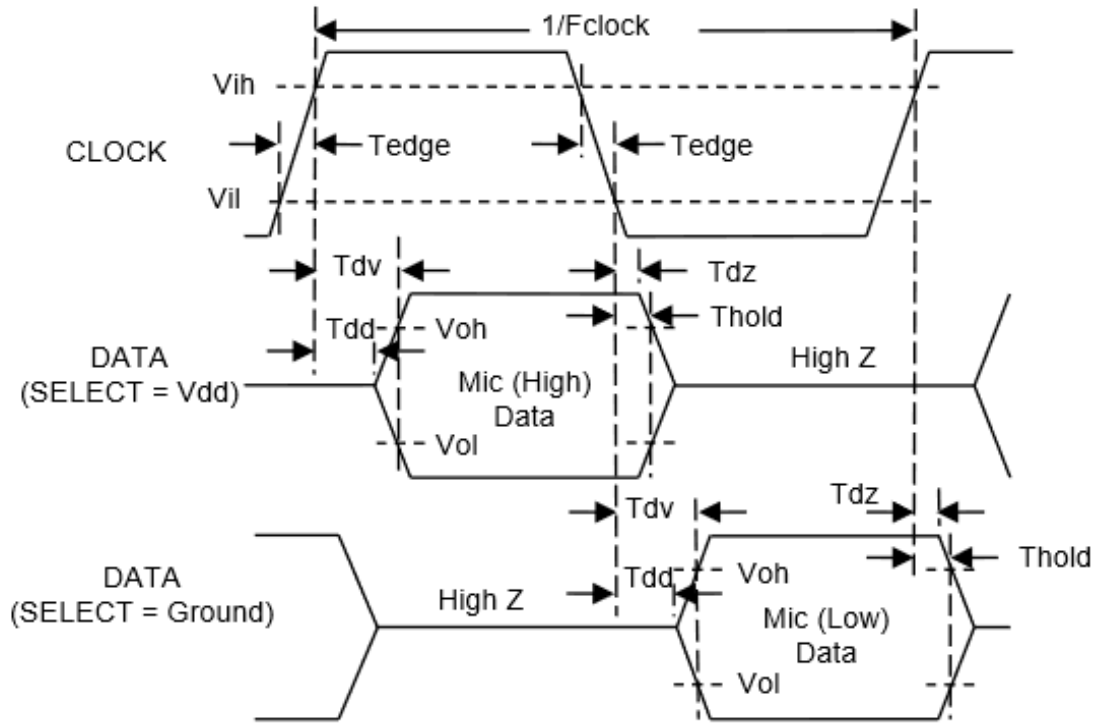 1/Fclock
Vih
CLOCK
Tedge
Tedge
Vil
Tdv
Tdz
Tdd
Voh
Thold
DATA
(SELECT = Vdd)
Mic (High)
Data
High Z
Vol
Tdv
Tdz
DATA
(SELECT = Ground)
High Z
Tdd
Voh
Thold
Mic (Low)
Data
Vol